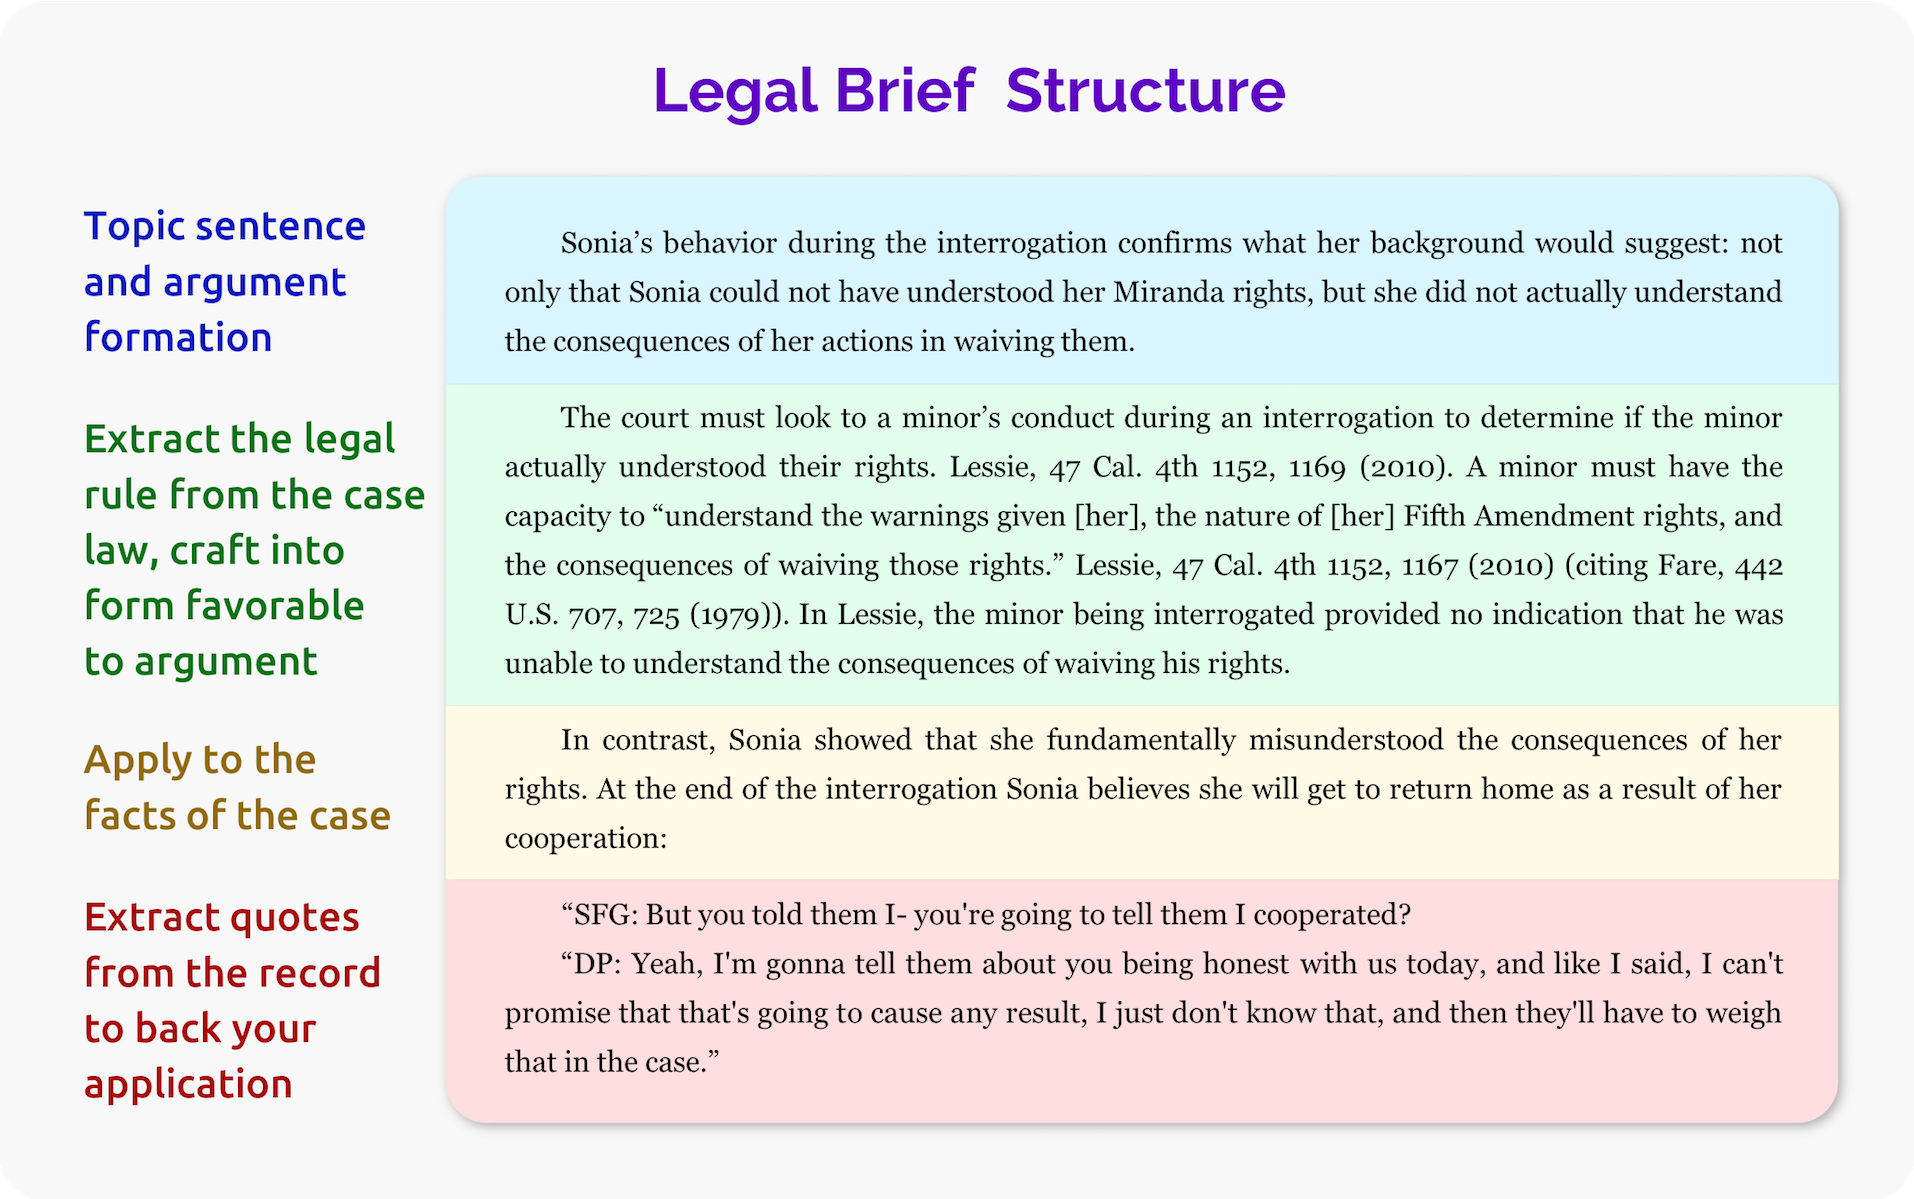 Legal Brief Structure
Topic sentence
and argument
formation
Sonia’s behavior during the interrogation confirms what her background would suggest: not
only that Sonia could not have understood her Miranda rights, but she did not actually understand
the consequences of her actions in waiving them.
Extract the legal
rule from the case
law, craft into
form favorable
to argument
The court must look to a minor’s conduct during an interrogation to determine if the minor
actually understood their rights. Lessie, 47 Cal. 4th 1152, 1169 (2010). A minor must have the
capacity to “understand the warnings given [her], the nature of [her] Fifth Amendment rights, and
the consequences of waiving those rights.” Lessie, 47 Cal. 4th 1152, 1167 (2010) (citing Fare, 442
U.S. 707, 725 (1979)). In Lessie, the minor being interrogated provided no indication that he was
unable to understand the consequences of waiving his rights.
Apply to the
facts of the case
In contrast, Sonia showed that she fundamentally misunderstood the consequences of her
rights. At the end of the interrogation Sonia believes she will get to return home as a result of her
cooperation:
Extract quotes
from the record
to back your
application
“SFG: But you told them I- you're going to tell them I cooperated?
“DP: Yeah, I'm gonna tell them about you being honest with us today, and like I said, I can't
promise that that's going to cause any result, I just don't know that, and then they'll have to weigh
that in the case.”